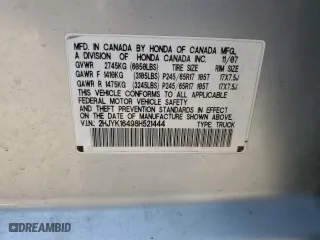 MFD. IN CANADA BY HONDA OF CANADA MFG.,
A DIVISION OF HONDA CANADA INC. 11/07
GVWR 2745KG (6050LBS) TIRE SIZE RIM SIZE
GAWR F 1410KG (3105LBS) P245/65R17 105T 17X7.5J
GAWR R 1475KG (3245LBS) P245/65R17 105T 17X7.5J
THIS VEHICLE CONFORMS TO ALL APPLICABLE
FEDERAL MOTOR VEHICLE SAFETY
AND THEFT PREVENTION STANDARDS IN EFFECT
ON THE DATE OF MANUFACTURE SHOWN ABOVE.
V.I.N: 2HJYK16498H521444
DREAMBID